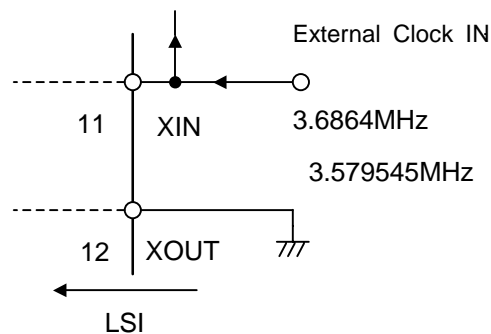 External Clock IN
11 XIN
3.6864MHz
3.579545MHz
12 XOUT
LSI